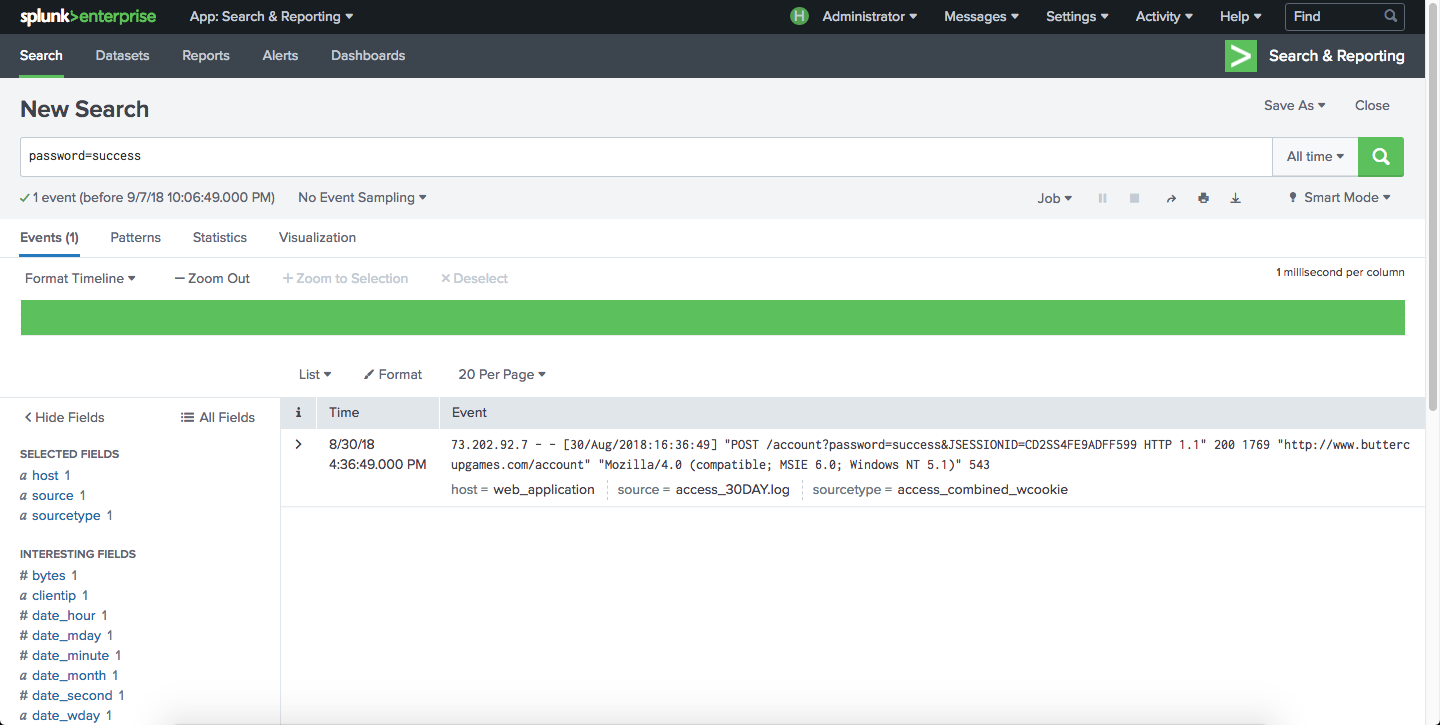 splunk>enterprise App: Search & Reporting H Administrator Messages Settings Activity Help Find
Search Datasets Reports Alerts Dashboards > Search & Reporting
New Search Save As Close
password=success All time
1 event (before 9/7/18 10:06:49.000 PM) No Event Sampling Job Smart Mode
Events (1) Patterns Statistics Visualization
Format Timeline — Zoom Out + Zoom to Selection × Deselect 1 millisecond per column
List Format 20 Per Page
< Hide Fields All Fields i Time Event
SELECTED FIELDS
a host 1
a source 1
a sourcetype 1
INTERESTING FIELDS
# bytes 1
a clientip 1
# date_hour 1
# date_mday 1
# date_minute 1
a date_month 1
# date_second 1
a date_wday 1
> 8/30/18 73.202.92.7 - - [30/Aug/2018:16:36:49] "POST /account?password=success&JSESSIONID=CD2SS4FE9ADFF599 HTTP 1.1" 200 1769 "http://www.butterc
4:36:49.000 PM upgames.com/account" "Mozilla/4.0 (compatible; MSIE 6.0; Windows NT 5.1)" 543
host = web_application source = access_30DAY.log sourcetype = access_combined_wcookie